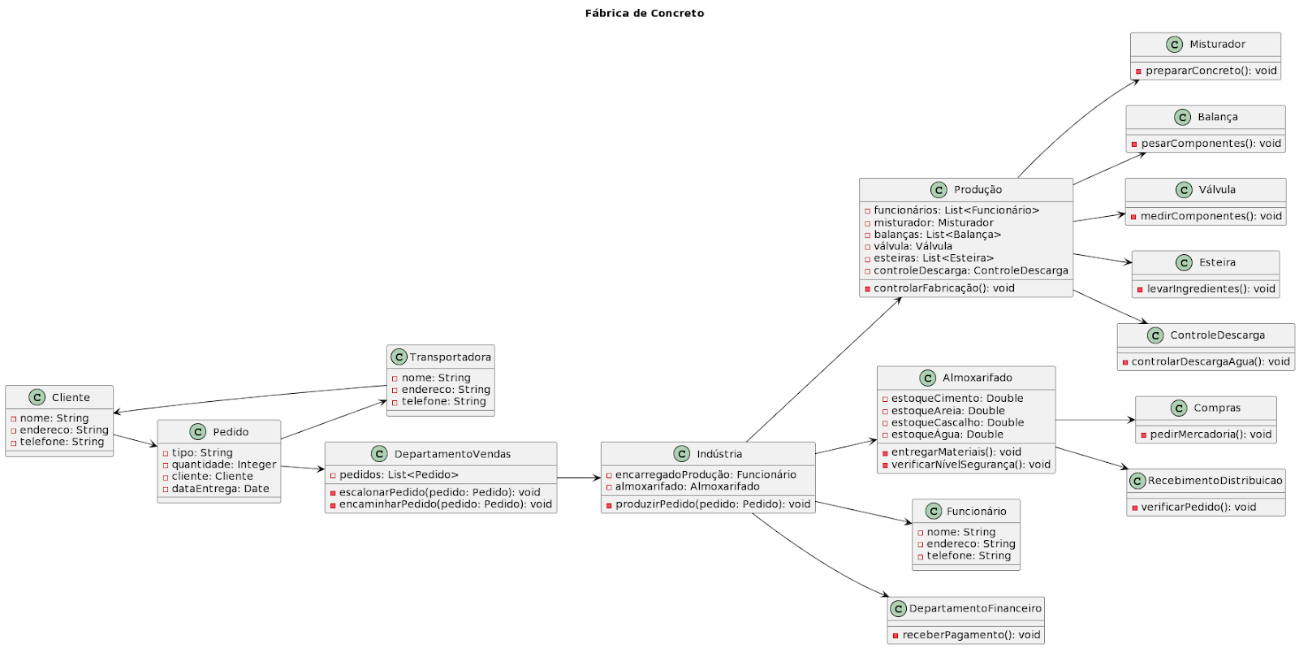 Fábrica de Concreto
C Misturador
prepararConcreto(): void
C Balança
pesarComponentes(): void
C Produção
funcionários: List<Funcionário>
misturador: Misturador
balanças: List<Balança>
válvula: Válvula
esteiras: List<Esteira>
controleDescarga: ControleDescarga
controlarFabricação(): void
C Válvula
medirComponentes(): void
C Esteira
levarIngredientes(): void
C ControleDescarga
controlarDescargaAgua(): void
C Transportadora
nome: String
endereco: String
telefone: String
C Cliente
nome: String
endereco: String
telefone: String
C Pedido
tipo: String
quantidade: Integer
cliente: Cliente
dataEntrega: Date
C DepartamentoVendas
pedidos: List<Pedido>
escalonarPedido(pedido: Pedido): void
encaminharPedido(pedido: Pedido): void
C Indústria
encarregadoProdução: Funcionário
almoxarifado: Almoxarifado
produzirPedido(pedido: Pedido): void
C Almoxarifado
estoqueCimento: Double
estoqueAreia: Double
estoqueCascalho: Double
estoqueAgua: Double
entregarMateriais(): void
verificarNívelSegurança(): void
C Compras
pedirMercadoria(): void
C RecebimentoDistribuicao
verificarPedido(): void
C Funcionário
nome: String
endereco: String
telefone: String
C DepartamentoFinanceiro
receberPagamento(): void